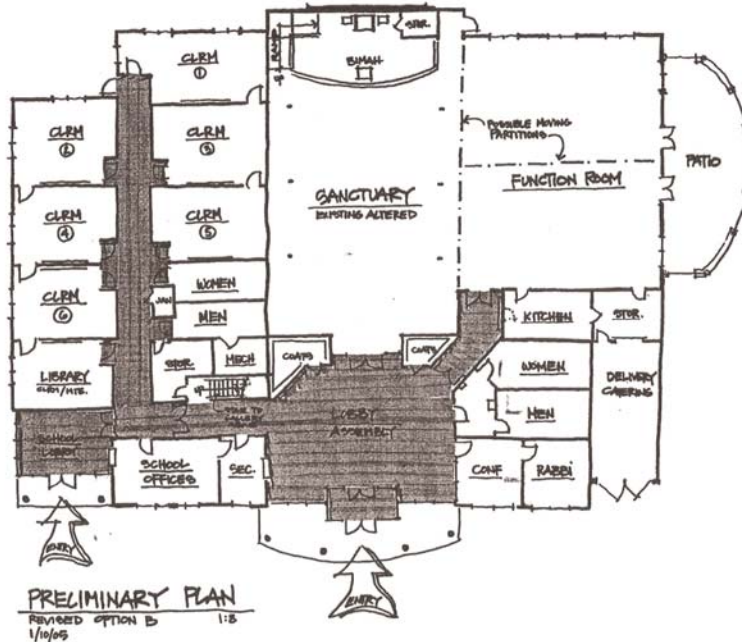 STOR.
BIMAH
CLRM
1
CLRM
2
CLRM
3
POSSIBLE MOVING
PARTITIONS
PATIO
FUNCTION ROOM
SANCTUARY
EXISTING ALTERED
CLRM
4
CLRM
5
WOMEN
CLRM
6
JAN
MEN
KITCHEN
STOR.
STOR.
MECH
COATS
COATS
WOMEN
LIBRARY
UP
DELIVERY
CATERING
MEN
LOBBY
ASSEMBLY
SCHOOL
LOBBY
SCHOOL
OFFICES
SEC.
CONF
RABBI
ENTRY
ENTRY
PRELIMINARY PLAN
REVISED OPTION B 1:8
1/10/05